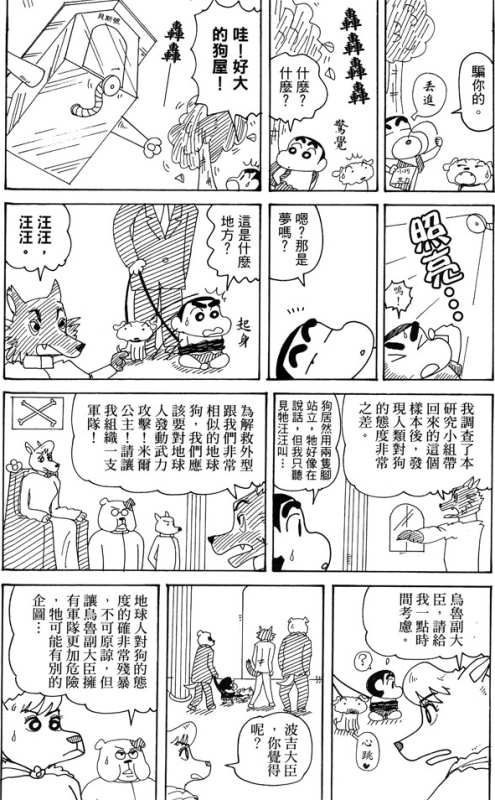 騙你的。
丟進
轟轟轟轟
什麼？
什麼？
驚覺
轟轟
哇！好大
的狗屋！
貝斯號
照亮…
嗚！
嗯？那是
夢嗎？
這是什麼
地方？
起身
汪汪，
汪汪。
我調查了本
研究小組帶
回來的這個
樣本後，發
現人類對狗
的態度非常
之差。
狗居然用兩隻腳
站立，牠好像在
說話，但我只聽
見牠汪汪叫…
為解救外型
跟我們非常
相似的地球
狗，我們應
該要對地球
人發動武力
攻擊！米爾
公主！請讓
我組織一支
軍隊！
烏魯副大
臣，請給
我一點時
間考慮。
？
心跳♥
波吉大臣
，你覺得
呢？
地球人對狗的態
度的確非常殘暴
，不可原諒，但
讓烏魯副大臣擁
有軍隊更加危險
，牠可能有別的
企圖…